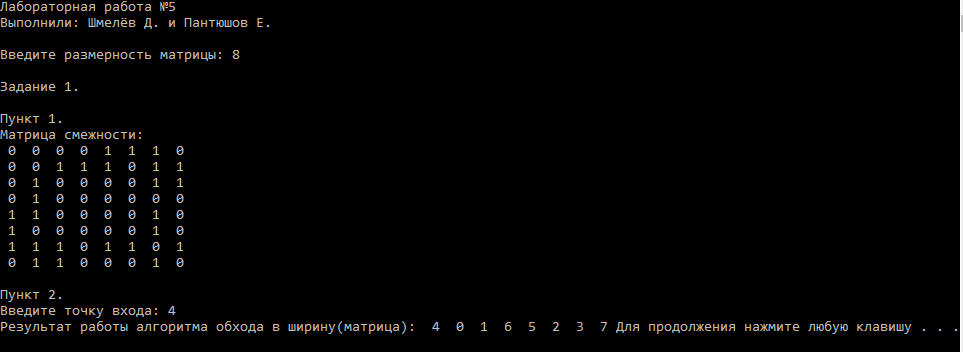 Лабораторная работа №5
Выполнили: Шмелёв Д. и Пантюшов Е.
Введите размерность матрицы: 8
Задание 1.
Пункт 1.
Матрица смежности:
0 0 0 0 1 1 1 0
0 0 1 1 1 0 1 1
0 1 0 0 0 0 1 1
0 1 0 0 0 0 0 0
1 1 0 0 0 0 1 0
1 0 0 0 0 0 1 0
1 1 1 0 1 1 0 1
0 1 1 0 0 0 1 0
Пункт 2.
Введите точку входа: 4
Результат работы алгоритма обхода в ширину(матрица): 4 0 1 6 5 2 3 7 Для продолжения нажмите любую клавишу . . .